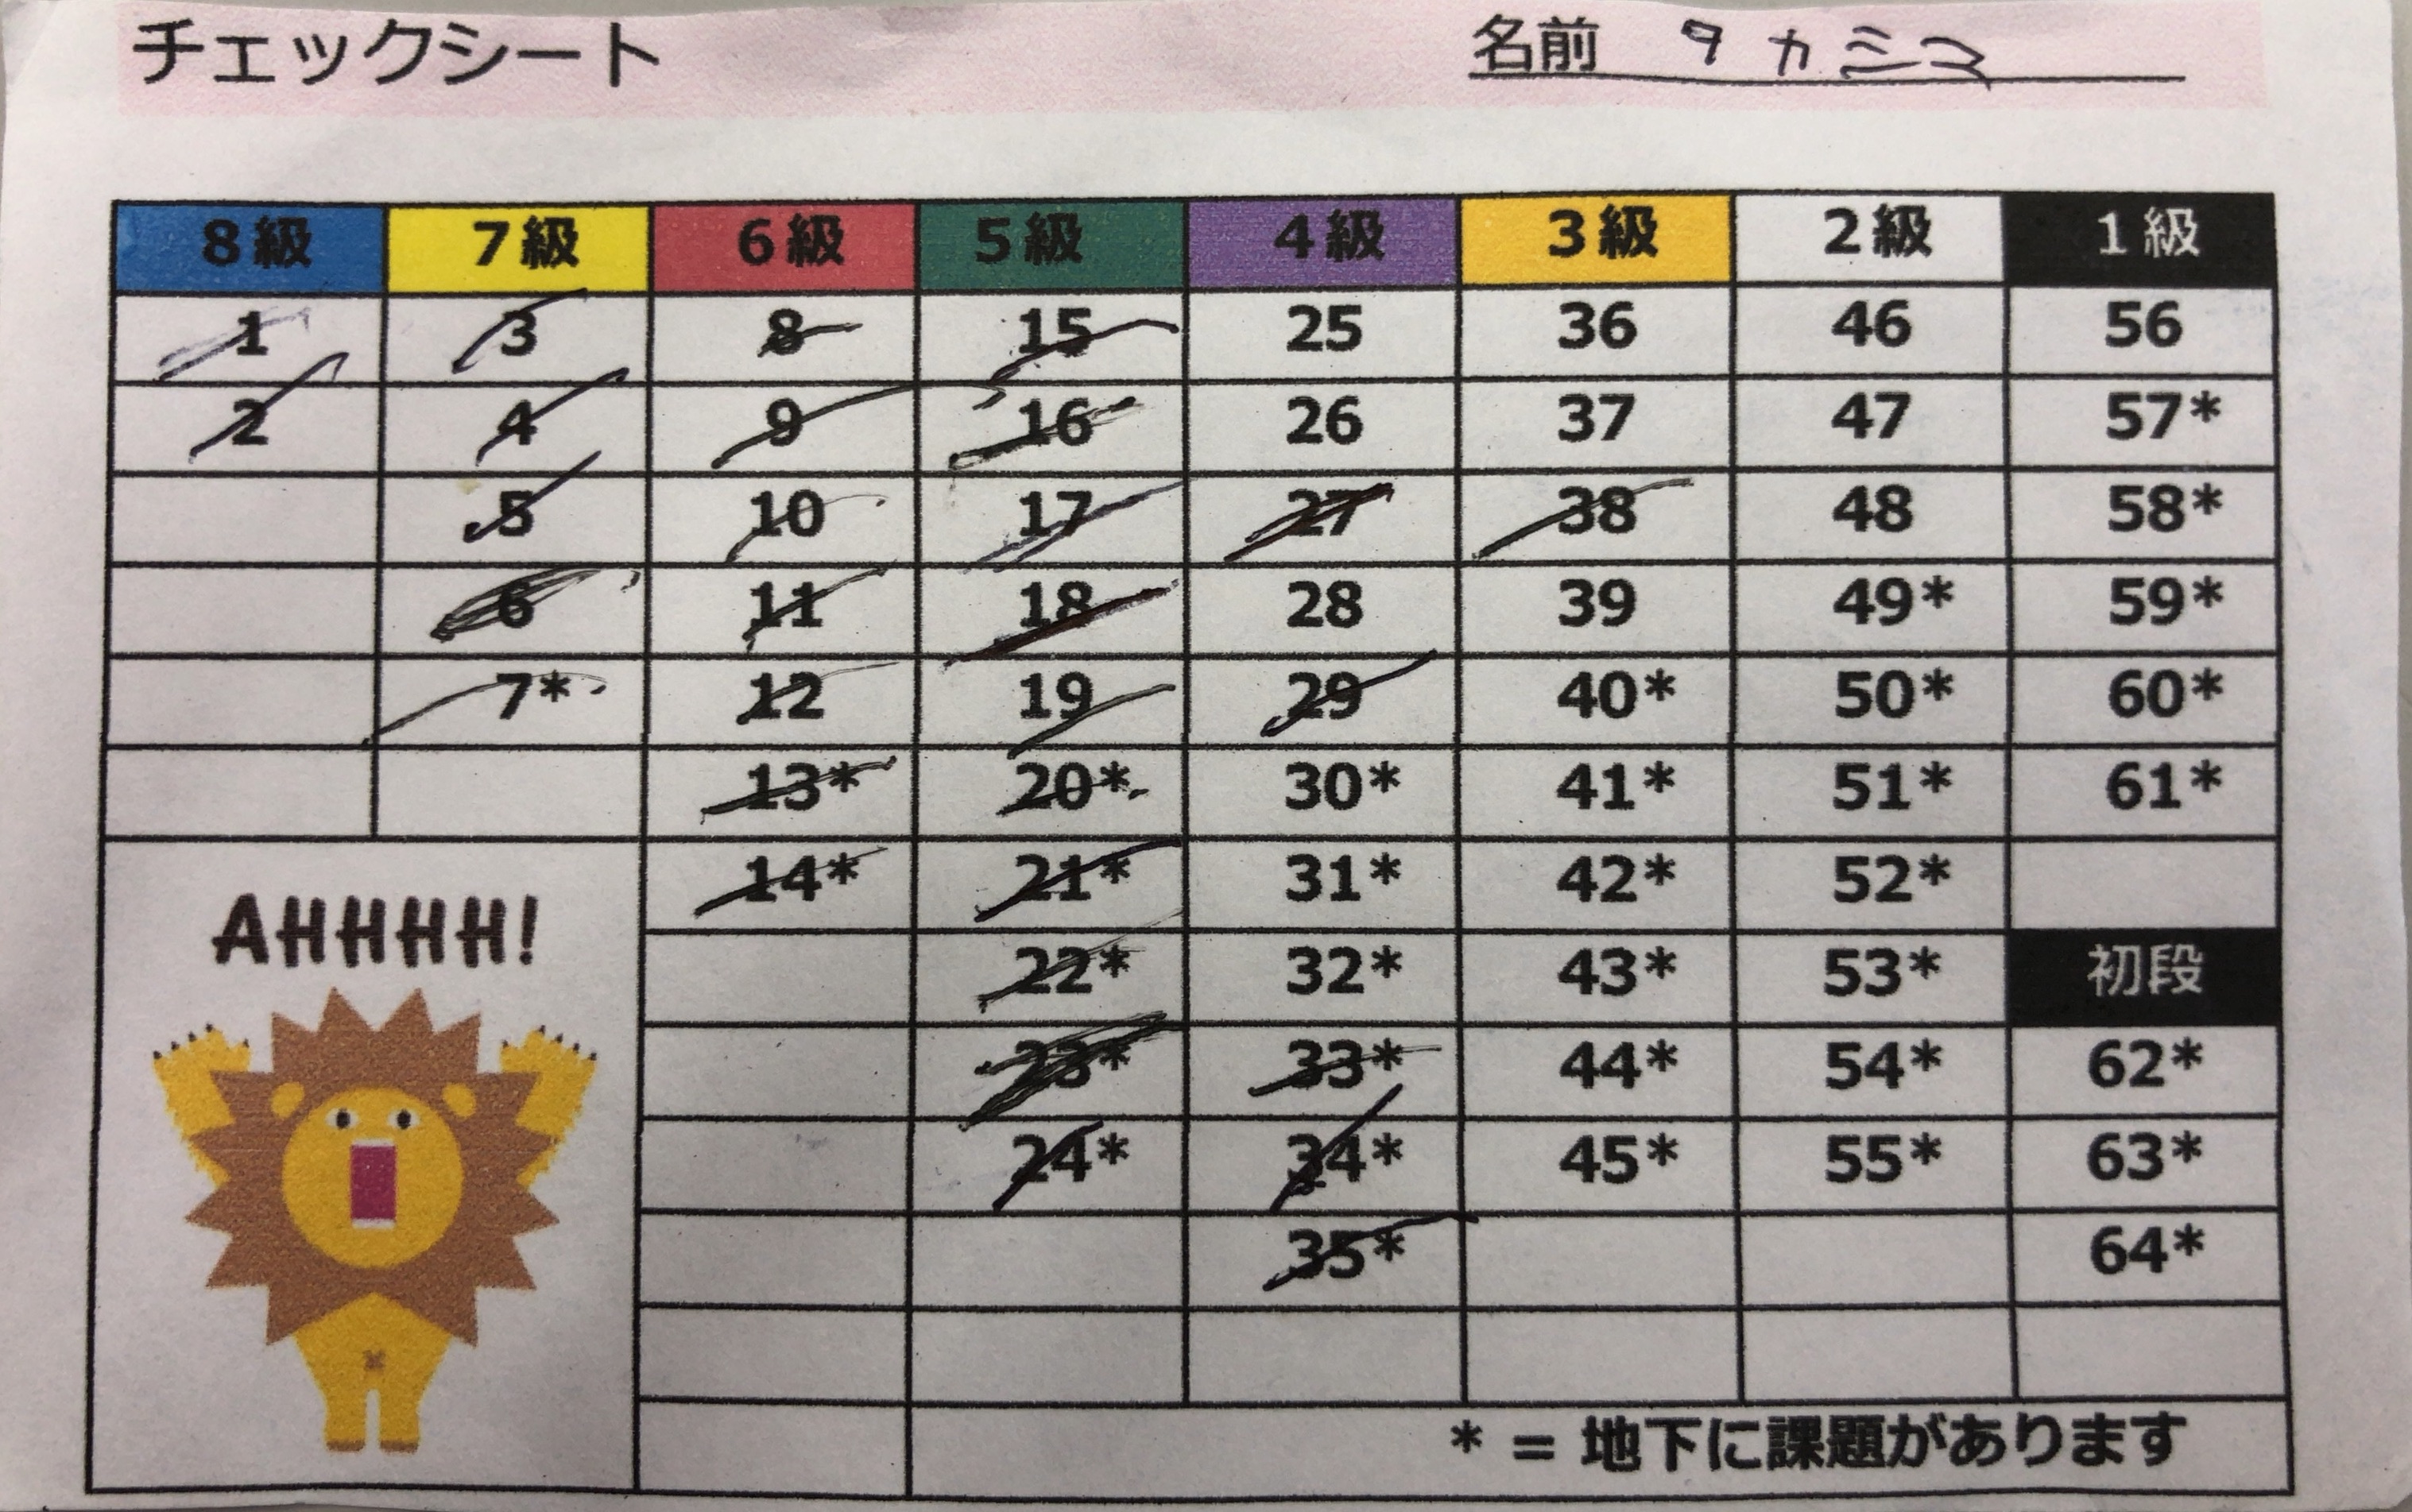 チェックシート 名前 タカシマ
8級 7級 6級 5級 4級 3級 2級 1級
1 3 8 15 25 36 46 56
2 4 9 16 26 37 47 57*
5 10 17 27 38 48 58*
6 11 18 28 39 49* 59*
7* 12 19 29 40* 50* 60*
13* 20* 30* 41* 51* 61*
14* 21* 31* 42* 52*
AHHHH!
22* 32* 43* 53* 初段
23* 33* 44* 54* 62*
24* 34* 45* 55* 63*
35* 64*
* = 地下に課題があります